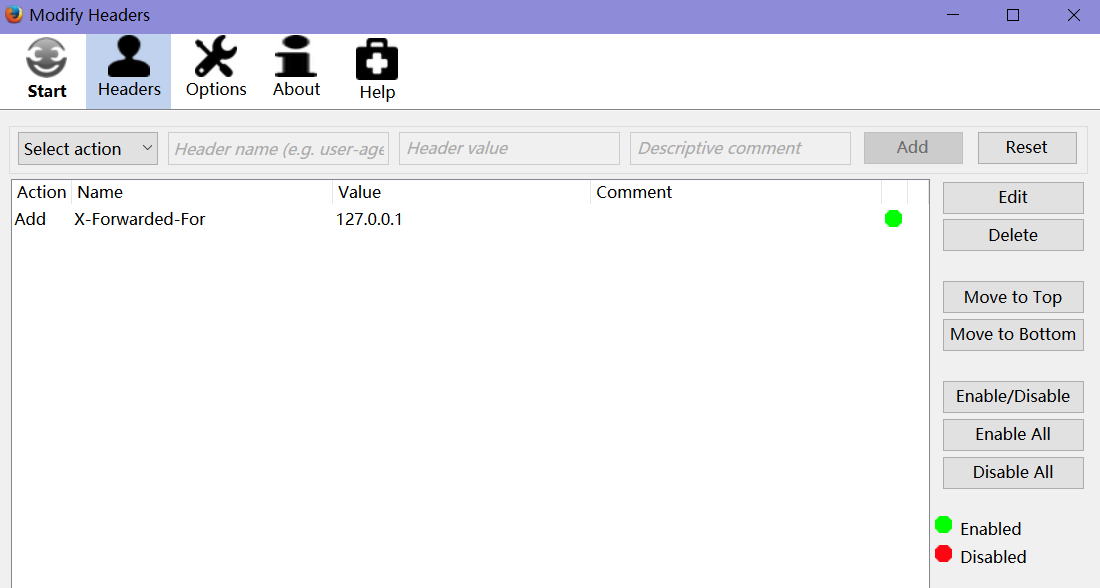 Modify Headers
Start
Headers
Options
About
Help
Select action
Header name (e.g. user-age
Header value
Descriptive comment
Add
Reset
Action Name Value Comment
Add X-Forwarded-For 127.0.0.1
Edit
Delete
Move to Top
Move to Bottom
Enable/Disable
Enable All
Disable All
Enabled
Disabled